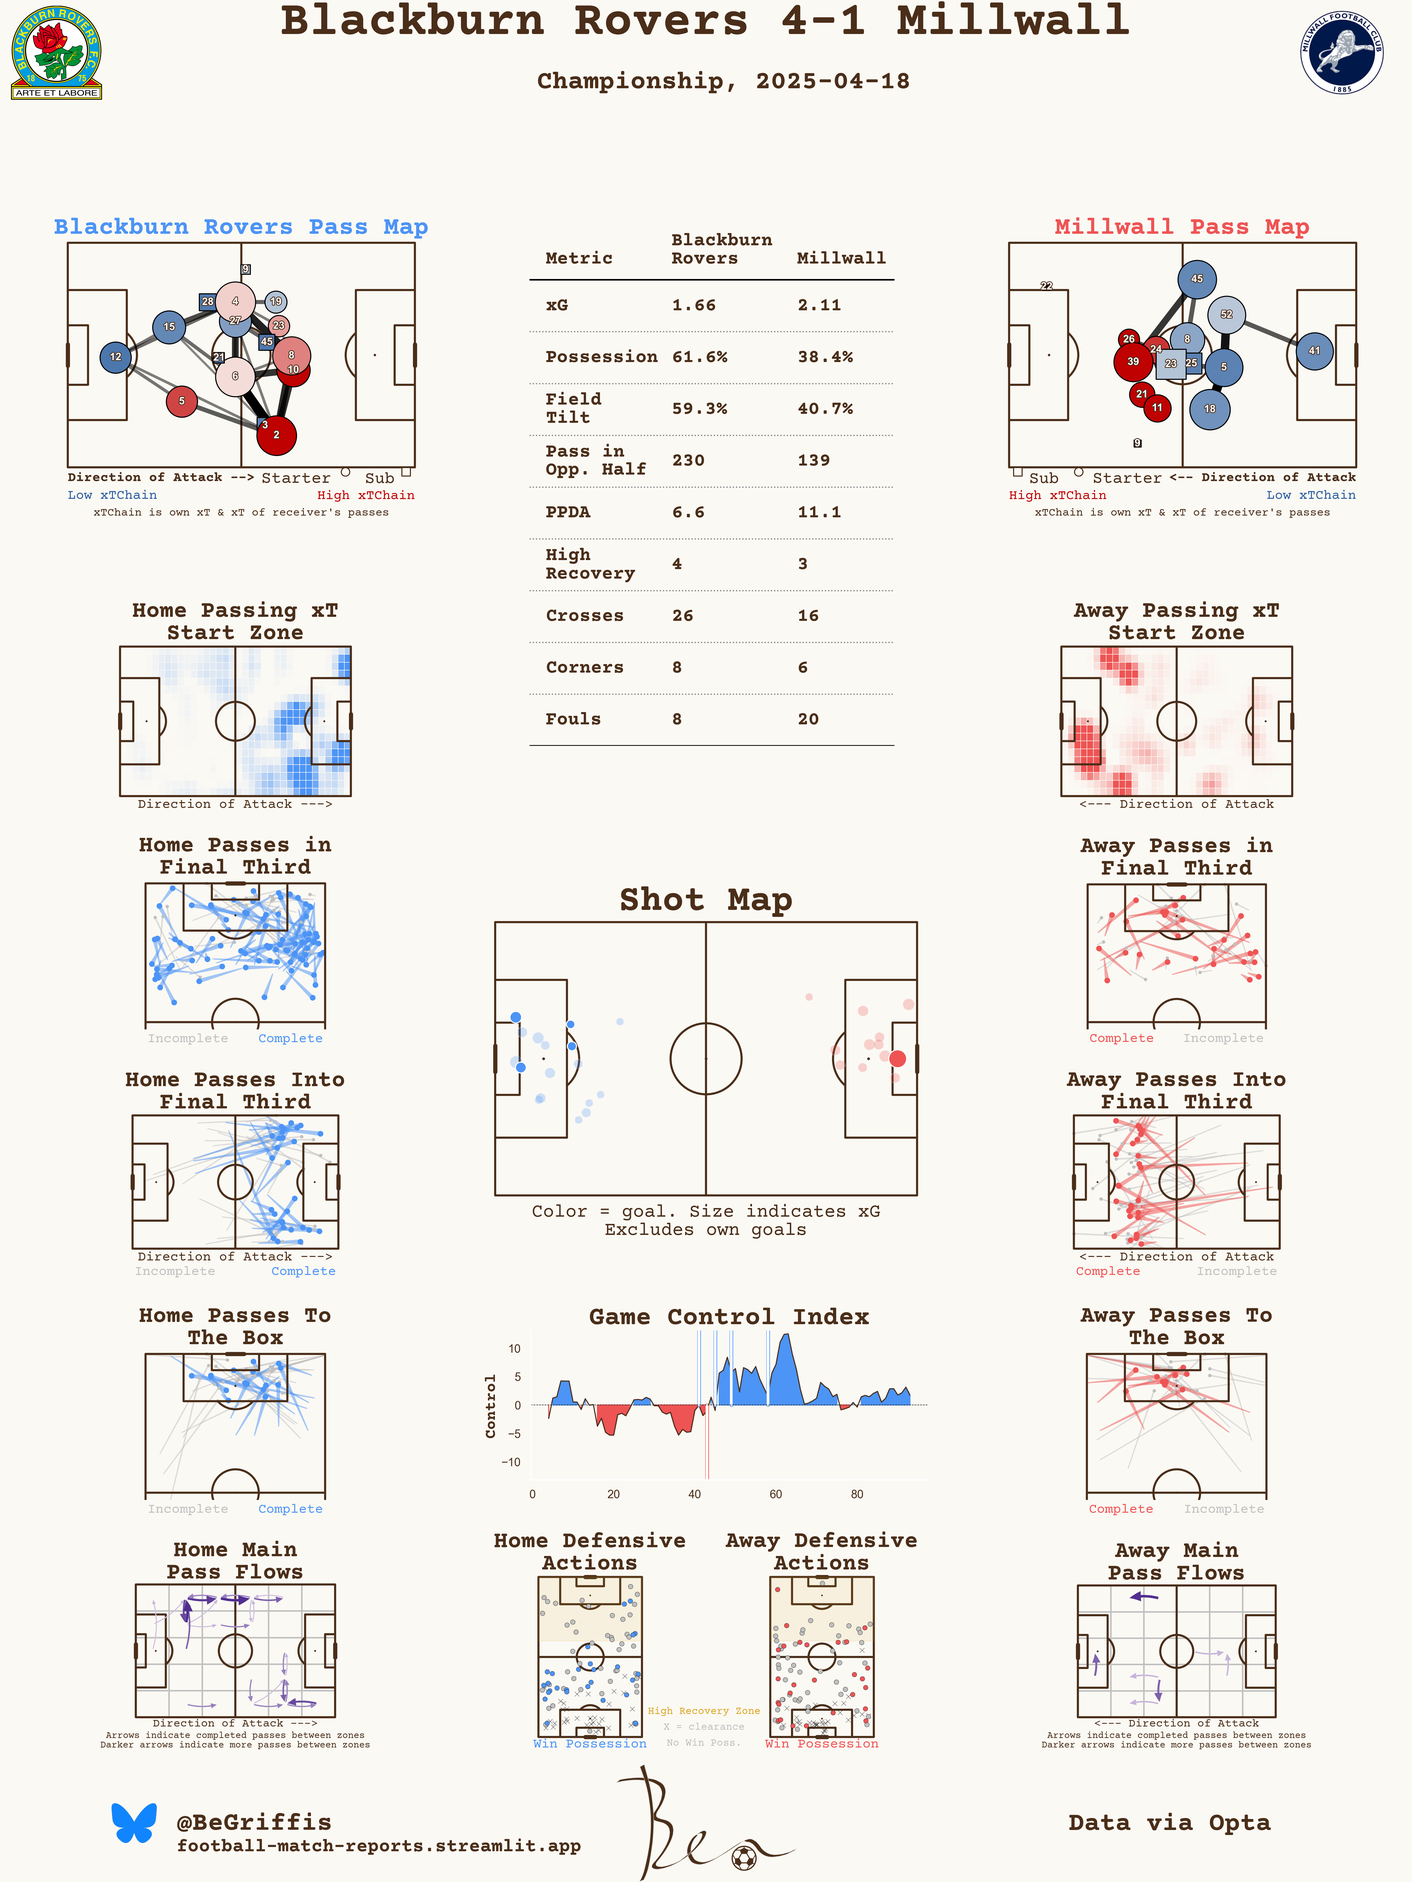 Blackburn Rovers 4-1 Millwall
Championship, 2025-04-18
BLACKBURN ROVERS F.C.
18 75
ARTE ET LABORE
MILLWALL FOOTBALL CLUB
1885
Blackburn Rovers Pass Map
9
28
4
19
27
23
15
45
12
21
8
10
6
5
3
2
Direction of Attack --> Starter Sub
Low xTChain High xTChain
xTChain is own xT & xT of receiver's passes
Metric Blackburn Rovers Millwall
xG 1.66 2.11
Possession 61.6% 38.4%
Field Tilt 59.3% 40.7%
Pass in Opp. Half 230 139
PPDA 6.6 11.1
High Recovery 4 3
Crosses 26 16
Corners 8 6
Fouls 8 20
Millwall Pass Map
22
45
52
26
8
24
41
39
23
25
5
21
11
18
9
Sub Starter <-- Direction of Attack
High xTChain Low xTChain
xTChain is own xT & xT of receiver's passes
Home Passing xT
Start Zone
Direction of Attack --->
Away Passing xT
Start Zone
<--- Direction of Attack
Home Passes in
Final Third
Incomplete Complete
Away Passes in
Final Third
Complete Incomplete
Shot Map
Color = goal. Size indicates xG
Excludes own goals
Home Passes Into
Final Third
Direction of Attack --->
Incomplete Complete
Away Passes Into
Final Third
<--- Direction of Attack
Complete Incomplete
Home Passes To
The Box
Incomplete Complete
Game Control Index
Control
10
5
0
−5
−10
0 20 40 60 80
Away Passes To
The Box
Complete Incomplete
Home Main
Pass Flows
Direction of Attack --->
Arrows indicate completed passes between zones
Darker arrows indicate more passes between zones
Home Defensive
Actions
Win Possession
High Recovery Zone
X = clearance
No Win Poss.
Away Defensive
Actions
Win Possession
Away Main
Pass Flows
<--- Direction of Attack
Arrows indicate completed passes between zones
Darker arrows indicate more passes between zones
@BeGriffis
football-match-reports.streamlit.app
Ben
Data via Opta